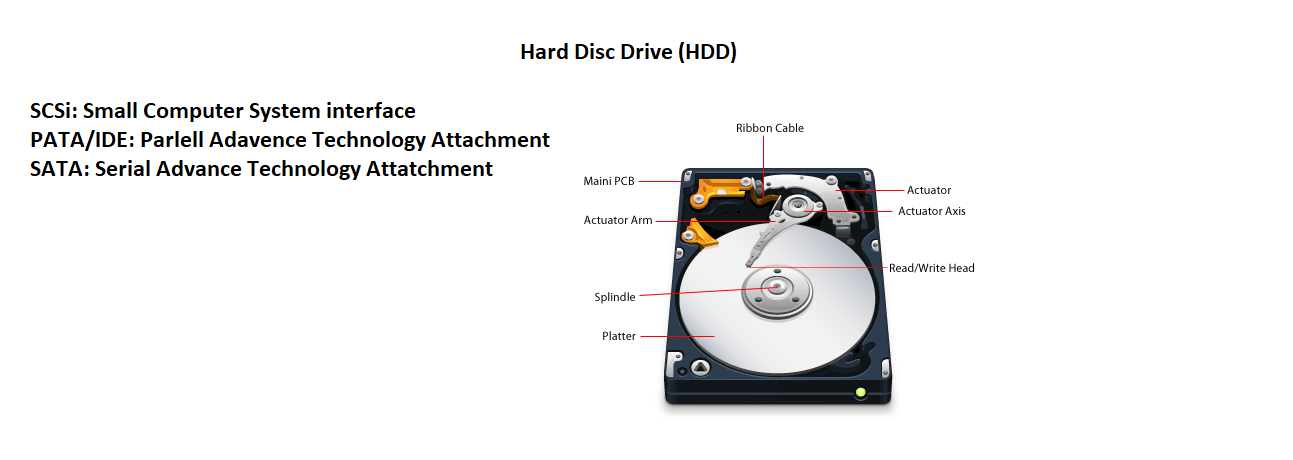 Hard Disc Drive (HDD)
SCSi: Small Computer System interface
PATA/IDE: Parlell Adavence Technology Attachment
SATA: Serial Advance Technology Attatchment
Ribbon Cable
Maini PCB
Actuator
Actuator Arm
Actuator Axis
Read/Write Head
Splindle
Platter